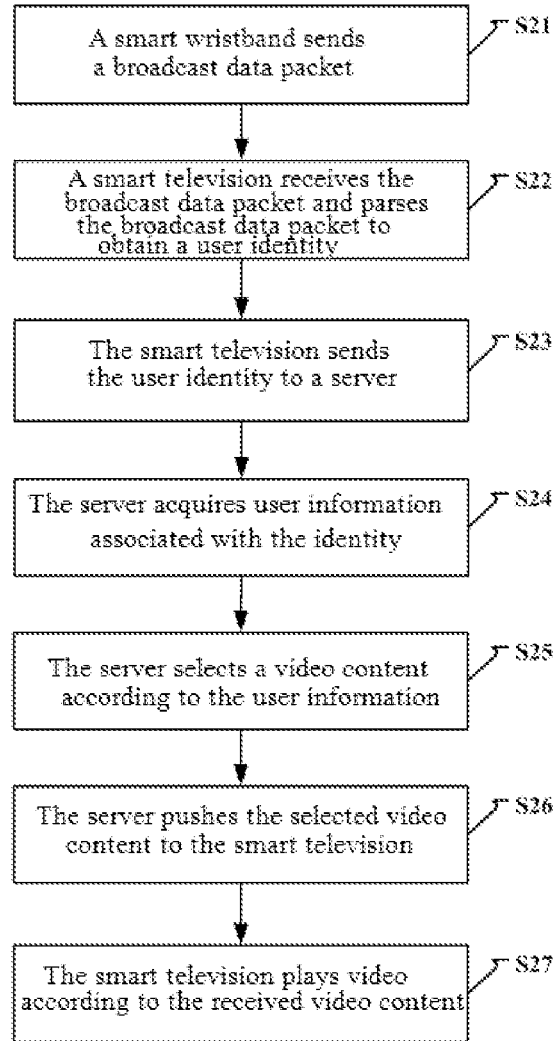 A smart wristband sends
a broadcast data packet
S21
A smart television receives the
broadcast data packet and parses
the broadcast data packet to
obtain a user identity
S22
The smart television sends
the user identity to a server
S23
The server acquires user information
associated with the identity
S24
The server selects a video content
according to the user information
S25
The server pushes the selected video
content to the smart television
S26
The smart television plays video
according to the received video content
S27